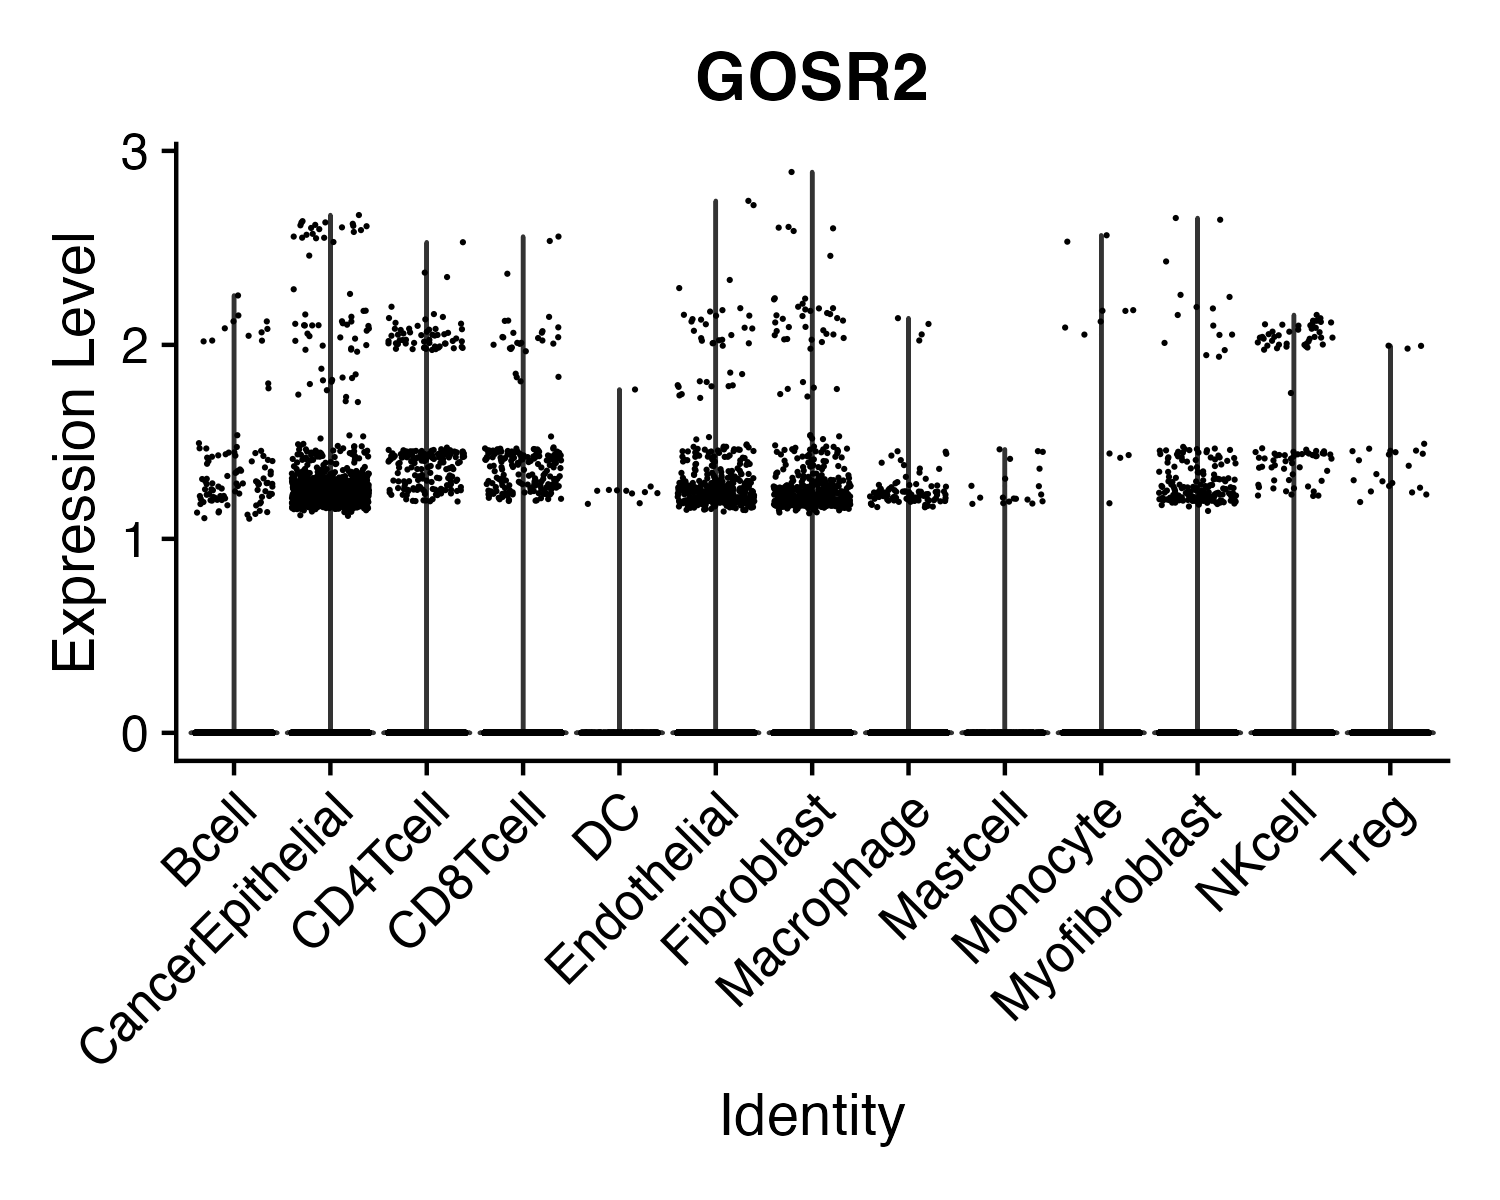 GOSR2
Expression Level
3
2
1
0
Bcell
CancerEpithelial
CD4Tcell
CD8Tcell
DC
Endothelial
Fibroblast
Macrophage
Mastcell
Monocyte
Myofibroblast
NKcell
Treg
Identity